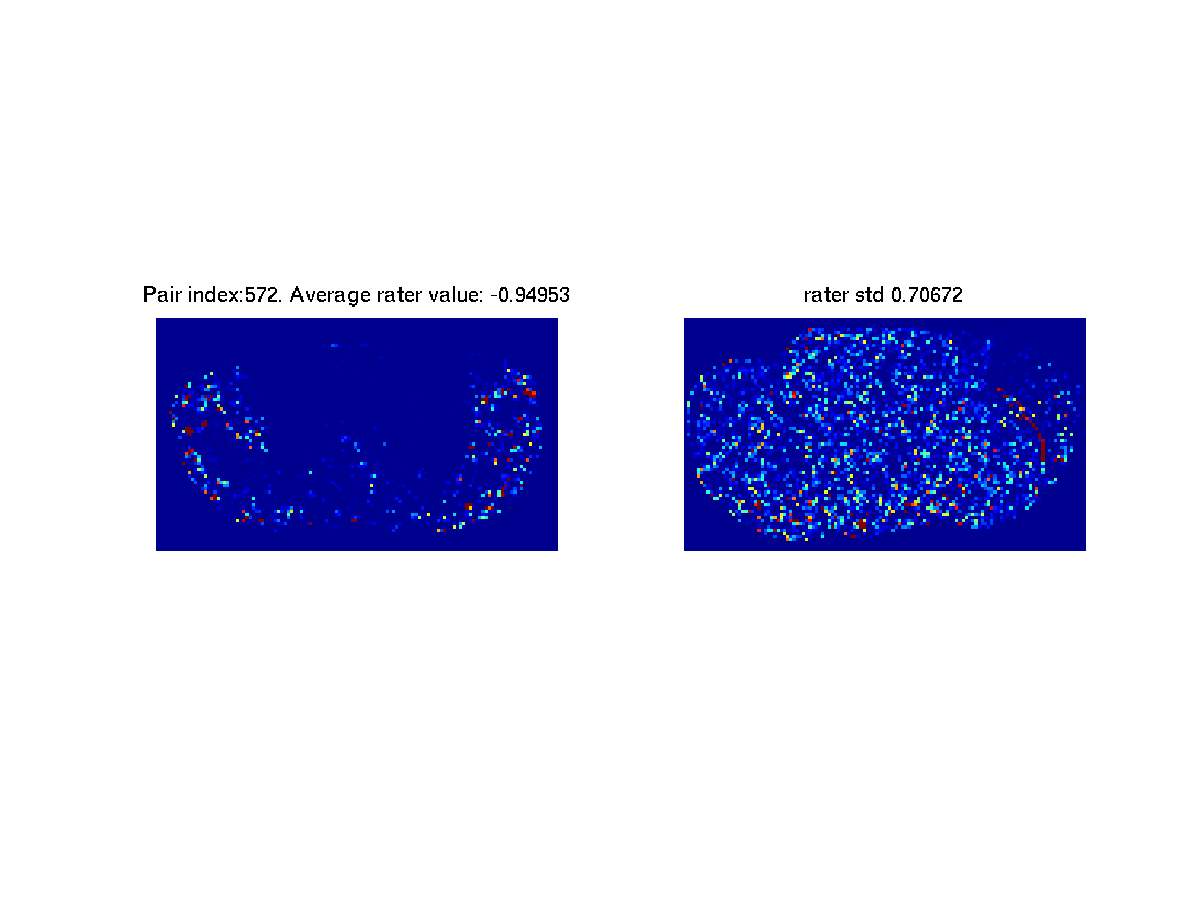 Pair index:572. Average rater value: -0.94953
rater std 0.70672